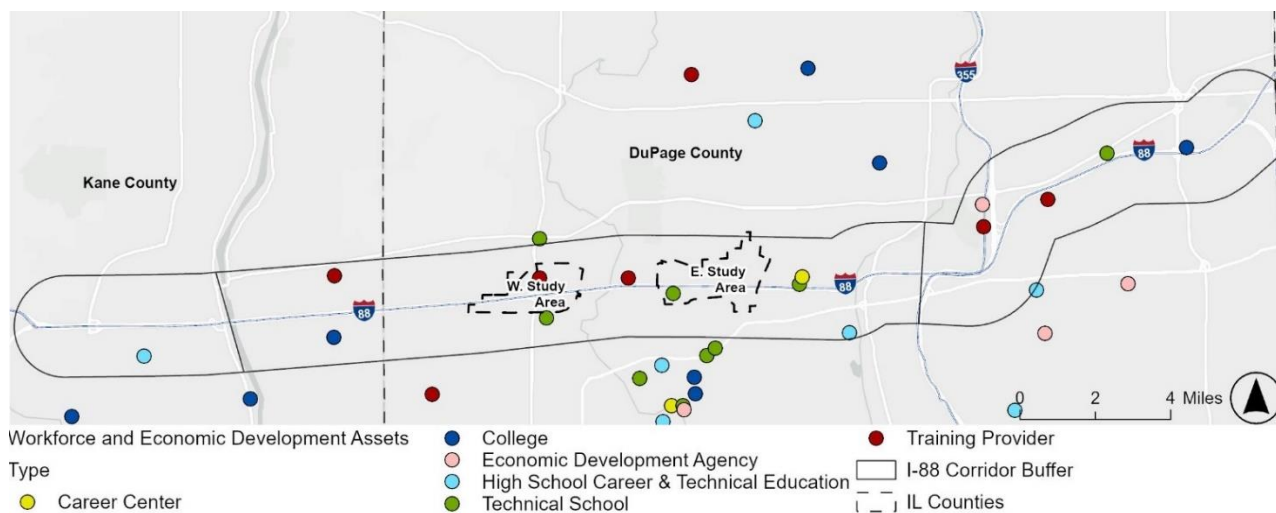 355
DuPage County
88
Kane County
E. Study
Area
W. Study
Area
88
88
0 2 4 Miles
Workforce and Economic Development Assets
Type
Career Center
College
Economic Development Agency
High School Career & Technical Education
Technical School
Training Provider
I-88 Corridor Buffer
IL Counties